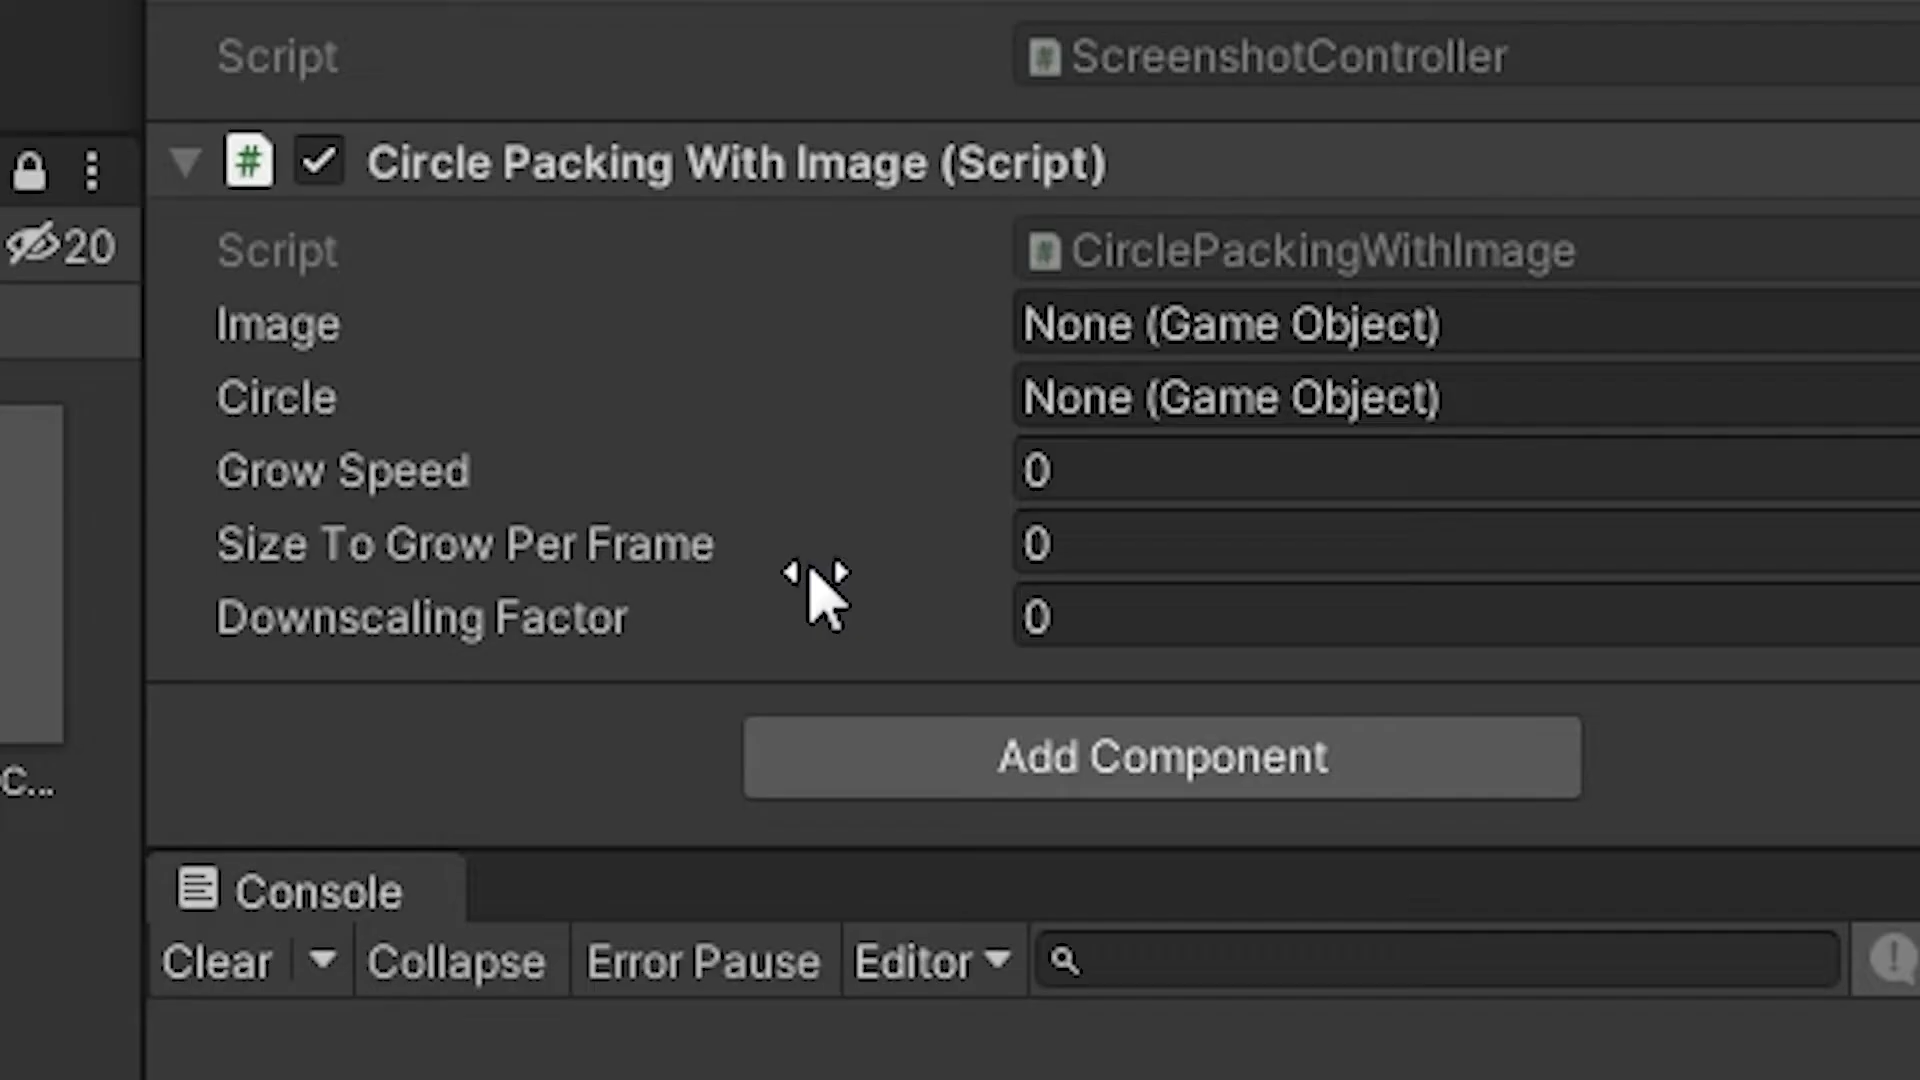 Script
ScreenshotController
# Circle Packing With Image (Script)
20
Script
# CirclePackingWithImage
Image
None (Game Object)
Circle
None (Game Object)
Grow Speed
0
Size To Grow Per Frame
0
Downscaling Factor
0
C...
Add Component
Console
Clear
Collapse
Error Pause
Editor